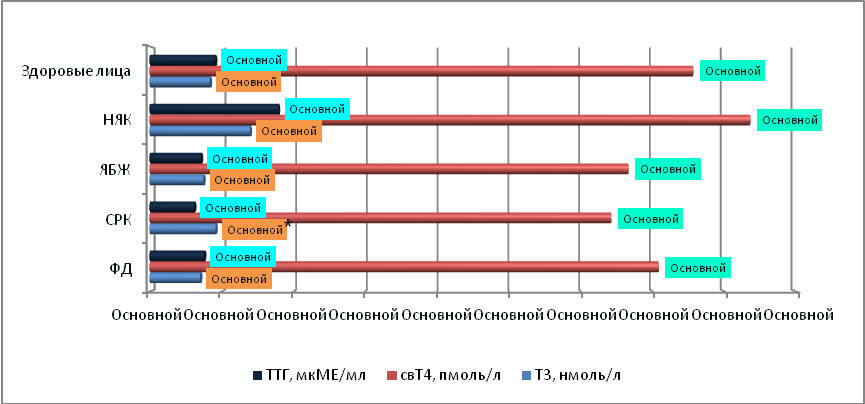 Здоровые лица
Основной
Основной
Основной
НЯК
Основной
Основной
Основной
ЯБЖ
Основной
Основной
Основной
СРК
Основной
Основной
Основной*
ФД
Основной
Основной
Основной
Основной Основной Основной Основной Основной Основной Основной Основной Основной Основной
ТТГ, мкМЕ/мл свТ4, пмоль/л Т3, нмоль/л